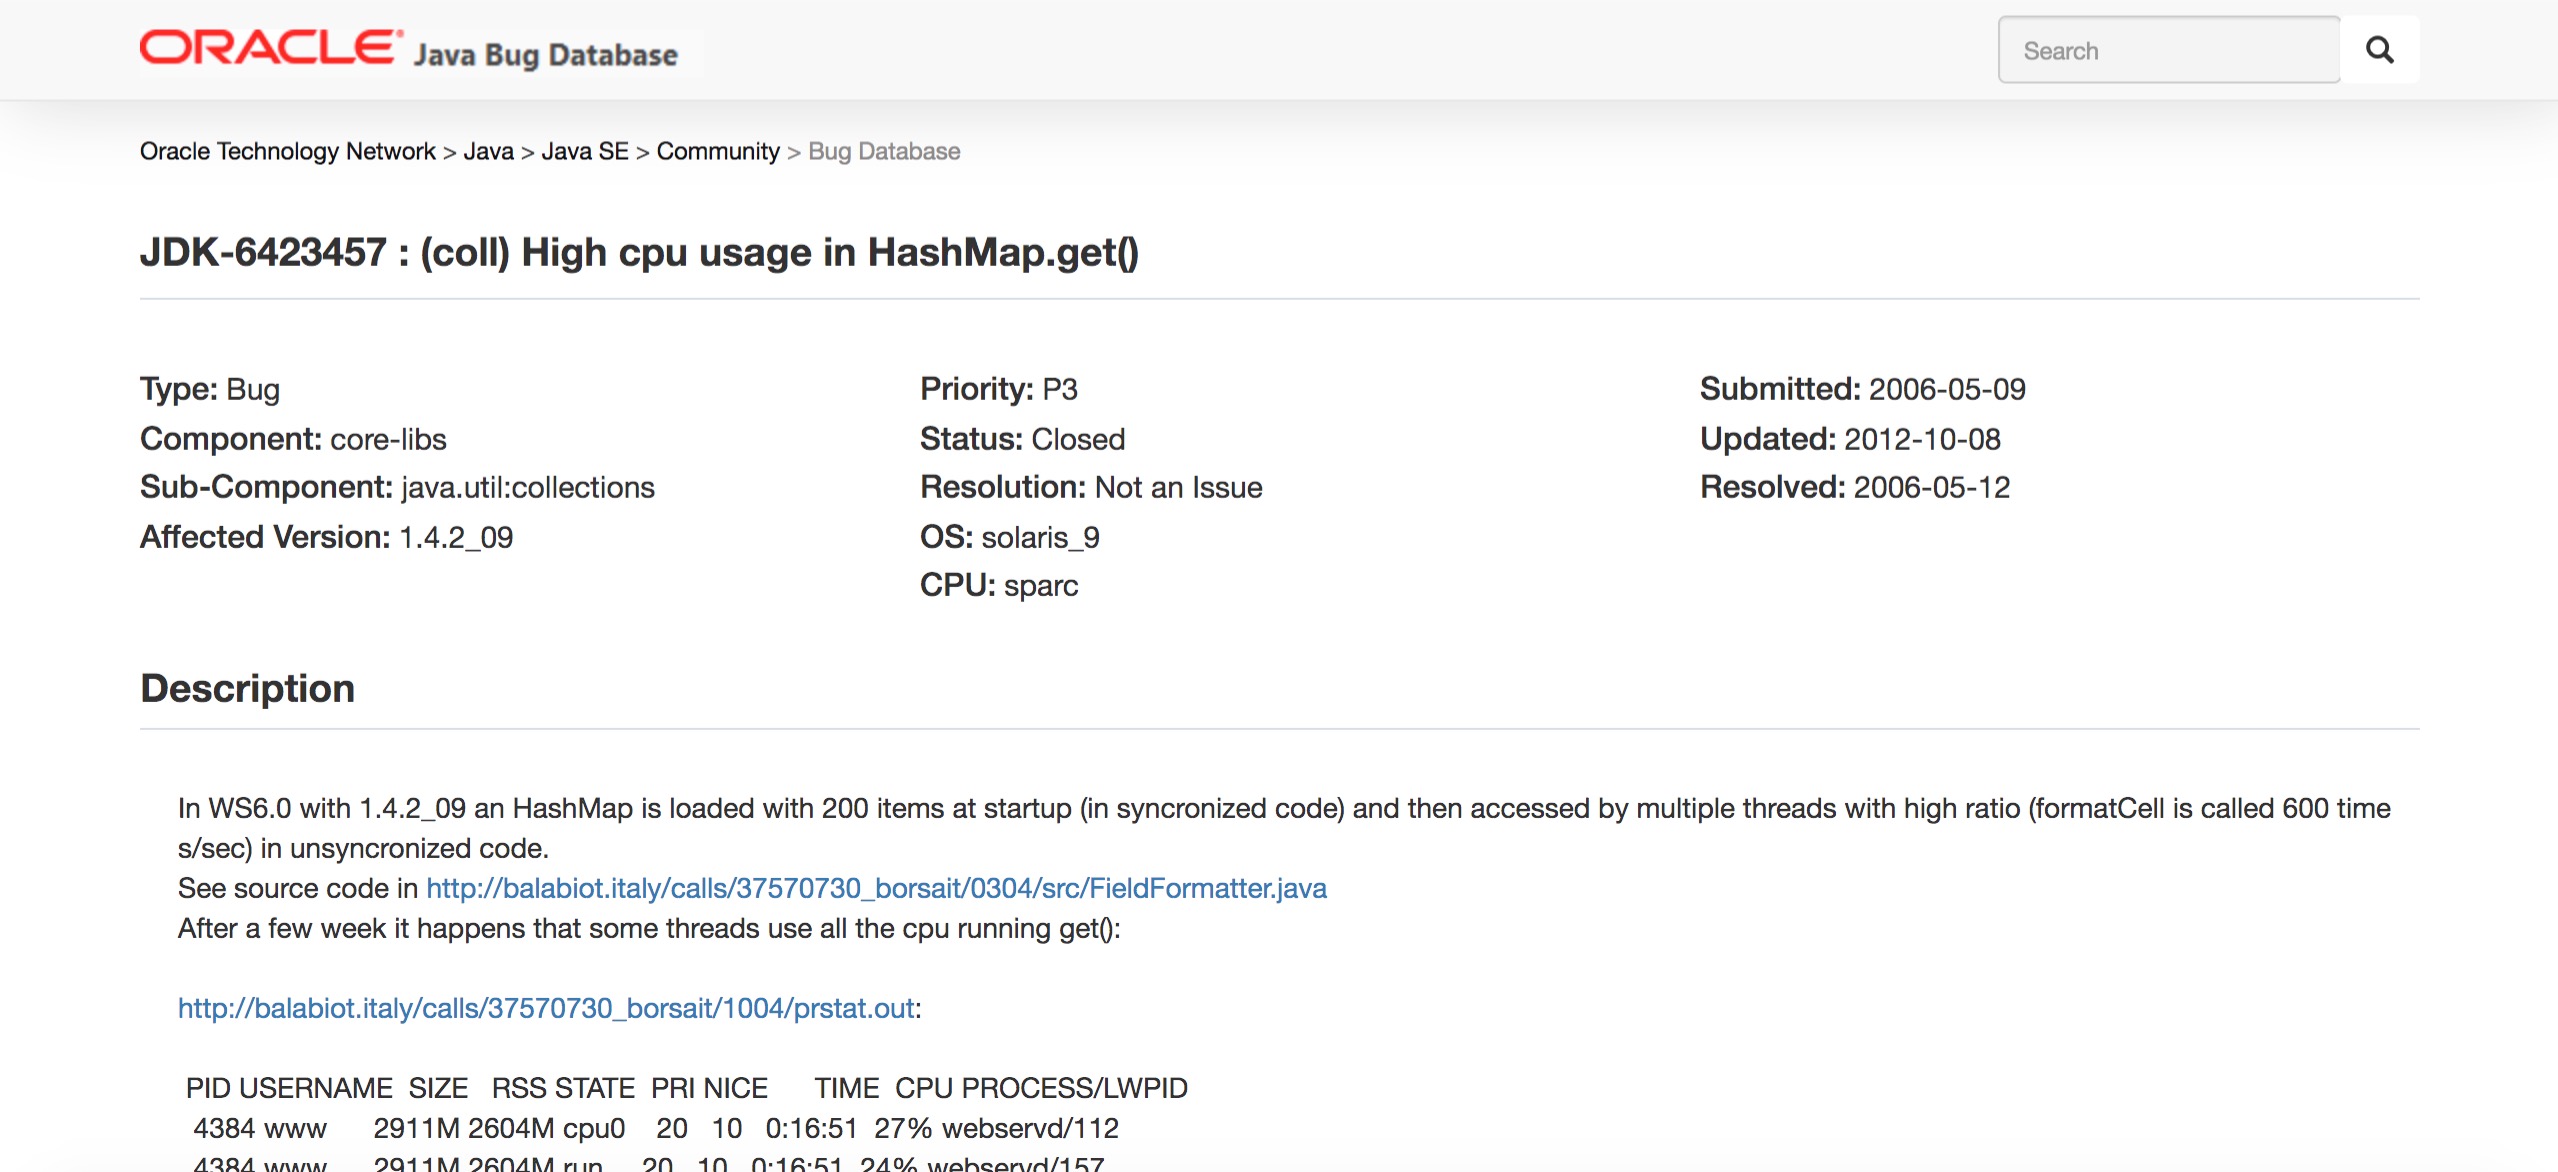 ORACLE Java Bug Database
Search
Oracle Technology Network > Java > Java SE > Community > Bug Database
JDK-6423457 : (coll) High cpu usage in HashMap.get()
Type: Bug
Component: core-libs
Sub-Component: java.util:collections
Affected Version: 1.4.2_09
Priority: P3
Status: Closed
Resolution: Not an Issue
OS: solaris_9
CPU: sparc
Submitted: 2006-05-09
Updated: 2012-10-08
Resolved: 2006-05-12
Description
In WS6.0 with 1.4.2_09 an HashMap is loaded with 200 items at startup (in syncronized code) and then accessed by multiple threads with high ratio (formatCell is called 600 time
s/sec) in unsyncronized code.
See source code in http://balabiot.italy/calls/37570730_borsait/0304/src/FieldFormatter.java
After a few week it happens that some threads use all the cpu running get():
http://balabiot.italy/calls/37570730_borsait/1004/prstat.out:
PID USERNAME SIZE RSS STATE PRI NICE TIME CPU PROCESS/LWPID
4384 www 2911M 2604M cpu0 20 10 0:16:51 27% webservd/112
4384 www 2911M 2604M run 20 10 0:16:51 24% webservd/157